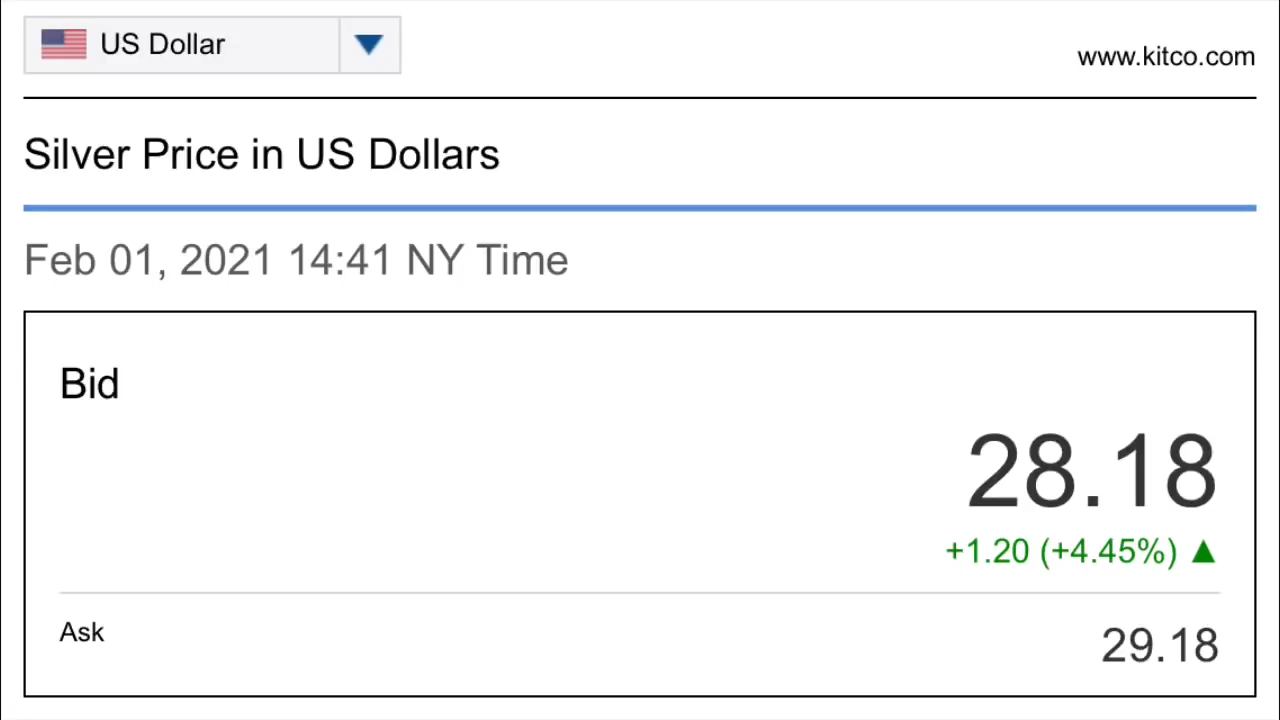 US Dollar
www.kitco.com
Silver Price in US Dollars
Feb 01, 2021 14:41 NY Time
Bid
28.18
+1.20 (+4.45%) ▲
Ask
29.18